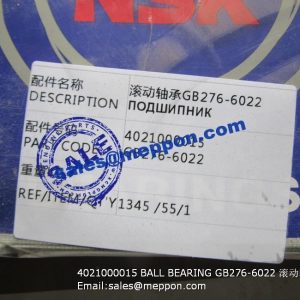 NSK
配件名称 滚动轴承GB276-6022
DESCRIPTION ПОДШИПНИК
配件
PART CODE 4021000015
GB276-6022
重量
REF/ITEM/QTY Y1345 /55/1
SALE
sales@meppon.com
4021000015 BALL BEARING GB276-6022 滚动
Email:sales@meppon.com